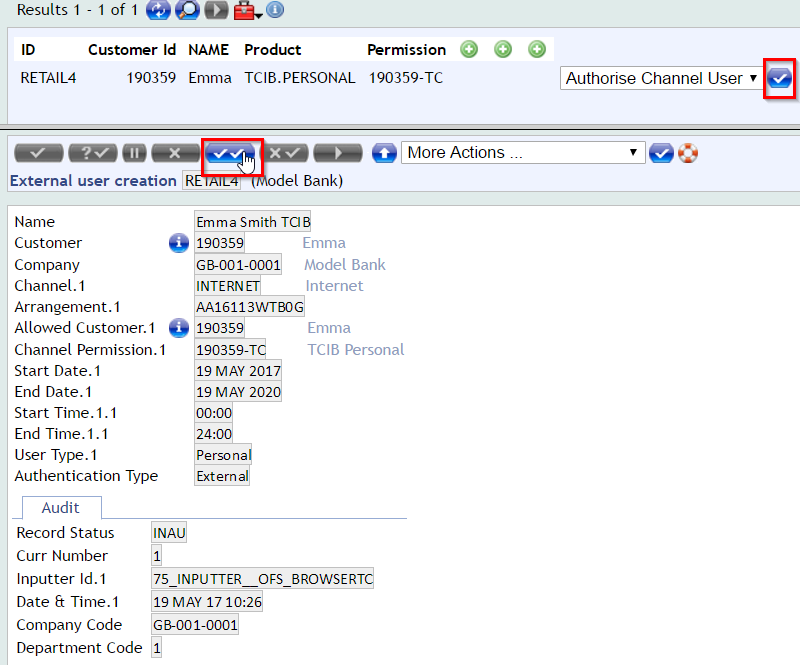 Results 1 - 1 of 1
ID Customer Id NAME Product Permission
RETAIL4 190359 Emma TCIB.PERSONAL 190359-TC Authorise Channel User
More Actions ...
External user creation RETAIL4 (Model Bank)
Name Emma Smith TCIB
Customer 190359 Emma
Company GB-001-0001 Model Bank
Channel.1 INTERNET Internet
Arrangement.1 AA16113WTB0G
Allowed Customer.1 190359 Emma
Channel Permission.1 190359-TC TCIB Personal
Start Date.1 19 MAY 2017
End Date.1 19 MAY 2020
Start Time.1.1 00:00
End Time.1.1 24:00
User Type.1 Personal
Authentication Type External
Audit
Record Status INAU
Curr Number 1
Inputter Id.1 75_INPUTTER__OFS_BROWSERTC
Date & Time.1 19 MAY 17 10:26
Company Code GB-001-0001
Department Code 1